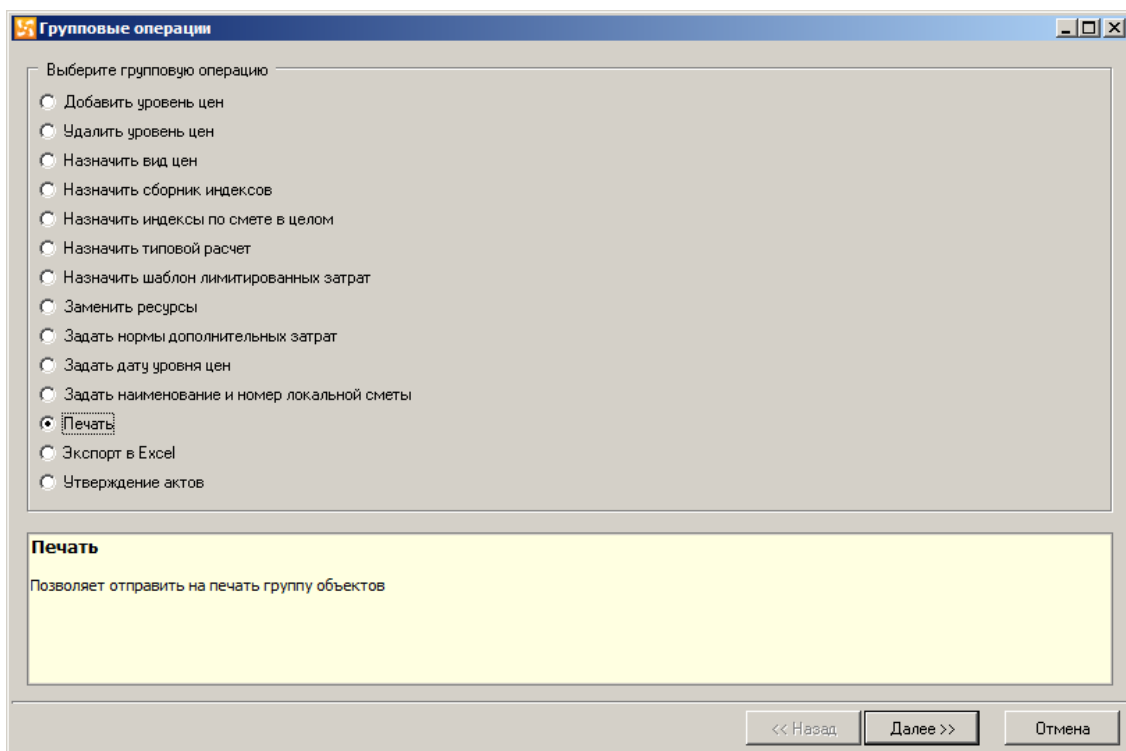 Групповые операции
Выберите групповую операцию
Добавить уровень цен
Удалить уровень цен
Назначить вид цен
Назначить сборник индексов
Назначить индексы по смете в целом
Назначить типовой расчет
Назначить шаблон лимитированных затрат
Заменить ресурсы
Задать нормы дополнительных затрат
Задать дату уровня цен
Задать наименование и номер локальной сметы
Печать
Экспорт в Excel
Утверждение актов
Печать
Позволяет отправить на печать группу объектов
<< Назад Далее >> Отмена